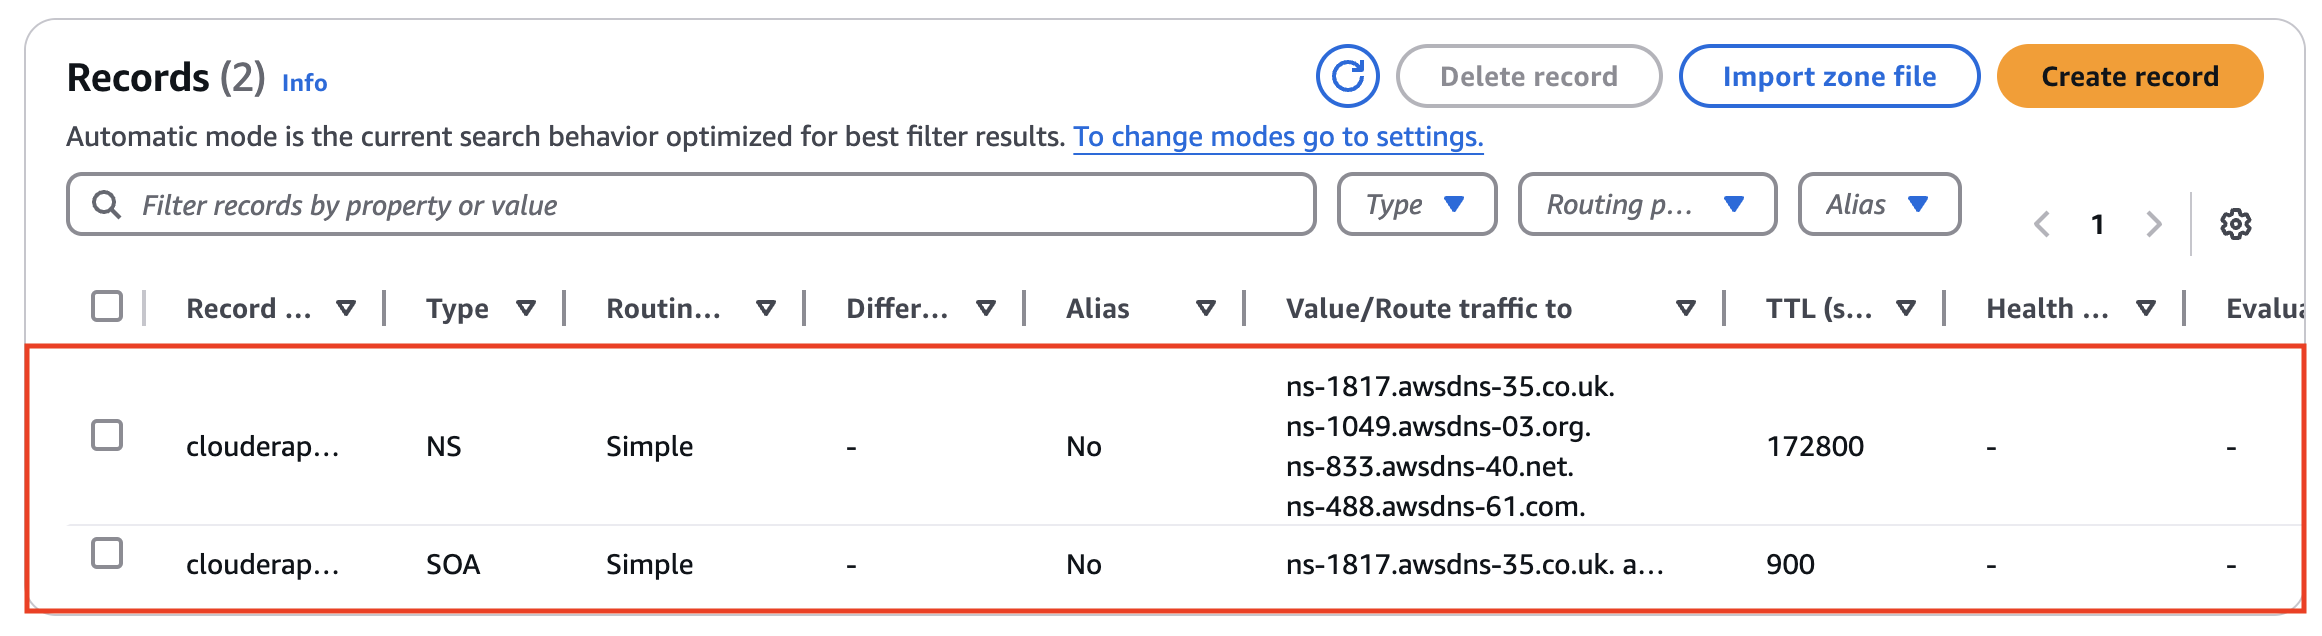 Records (2) Info
Delete record
Import zone file
Create record
Automatic mode is the current search behavior optimized for best filter results. To change modes go to settings.
Filter records by property or value
Type
Routing p...
Alias
1
Record ... Type Routin... Differ... Alias Value/Route traffic to TTL (s... Health ... Evalua
clouderap... NS Simple - No ns-1817.awsdns-35.co.uk. 172800 - -
ns-1049.awsdns-03.org.
ns-833.awsdns-40.net.
ns-488.awsdns-61.com.
clouderap... SOA Simple - No ns-1817.awsdns-35.co.uk. a... 900 - -